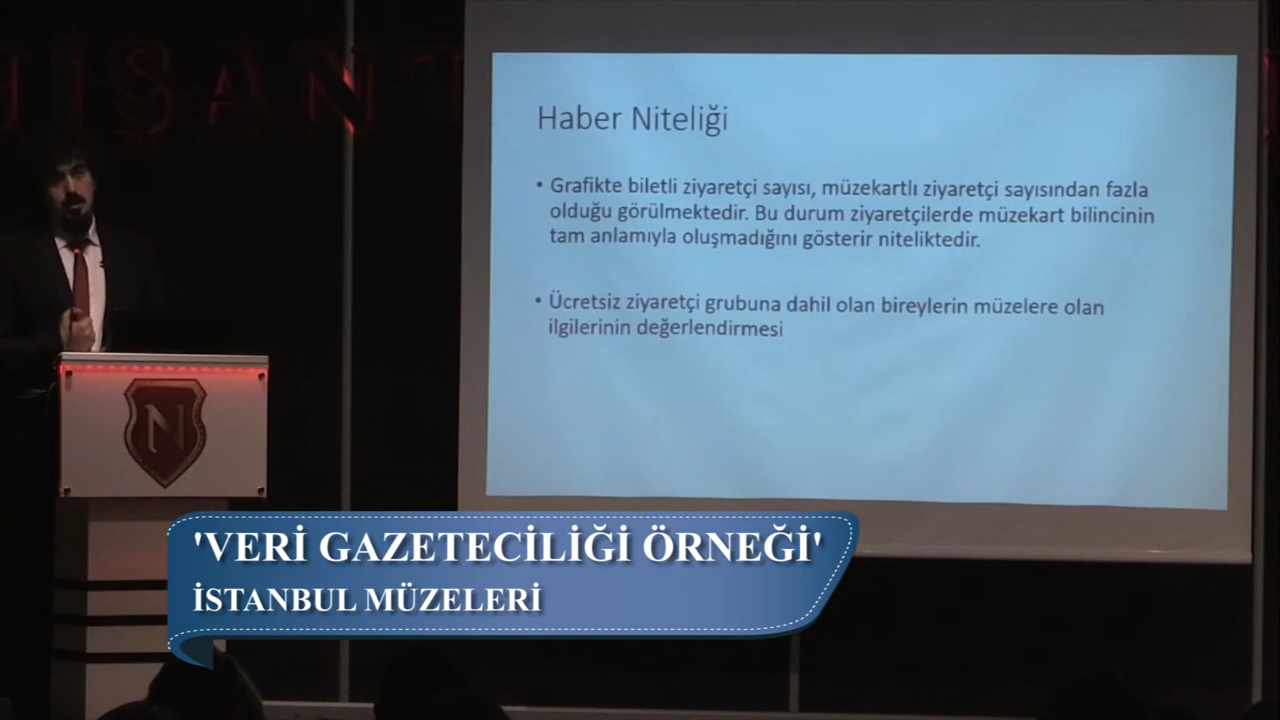 NİŞANT
Haber Niteliği
• Grafikte biletli ziyaretçi sayısı, müzekartlı ziyaretçi sayısından fazla
olduğu görülmektedir. Bu durum ziyaretçilerde müzekart bilincinin
tam anlamıyla oluşmadığını gösterir niteliktedir.
• Ücretsiz ziyaretçi grubuna dahil olan bireylerin müzelere olan
ilgilerinin değerlendirmesi
N
'VERİ GAZETECİLİĞİ ÖRNEĞİ'
İSTANBUL MÜZELERİ